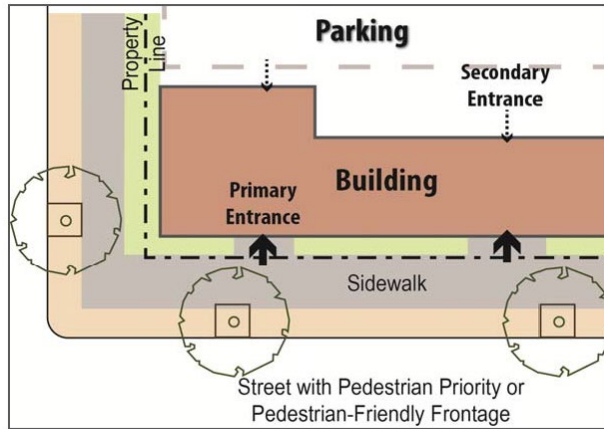 Parking
Property
Line
Secondary
Entrance
Primary
Entrance
Building
Sidewalk
Street with Pedestrian Priority or
Pedestrian-Friendly Frontage